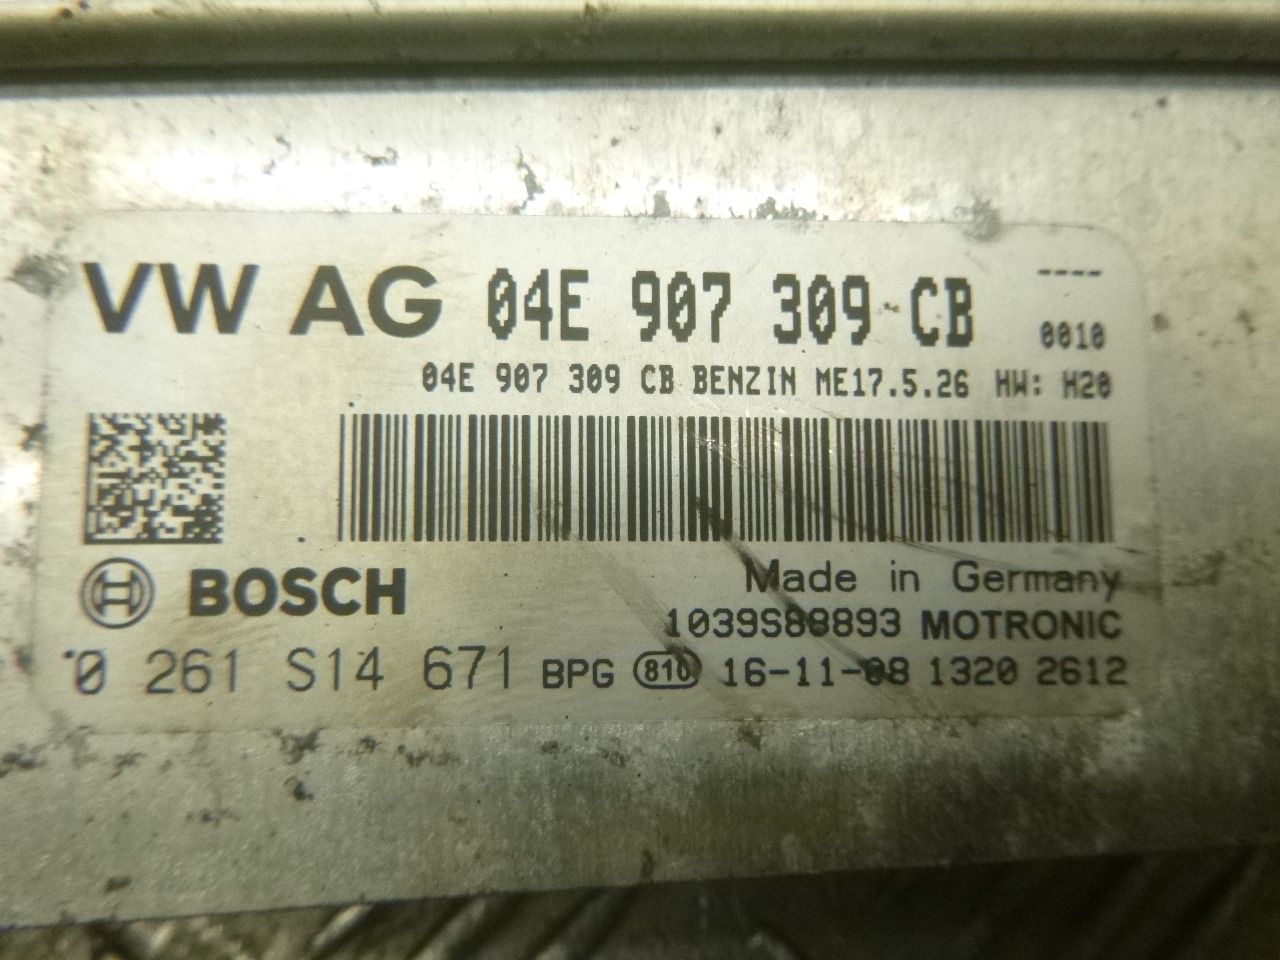 VW AG 04E 907 309 CB ----
0010
04E 907 309 CB BENZIN ME17.5.26 HW: H20
BOSCH
Made in Germany
1039S88893 MOTRONIC
0 261 S14 671 BPG 810 16-11-08 1320 2612